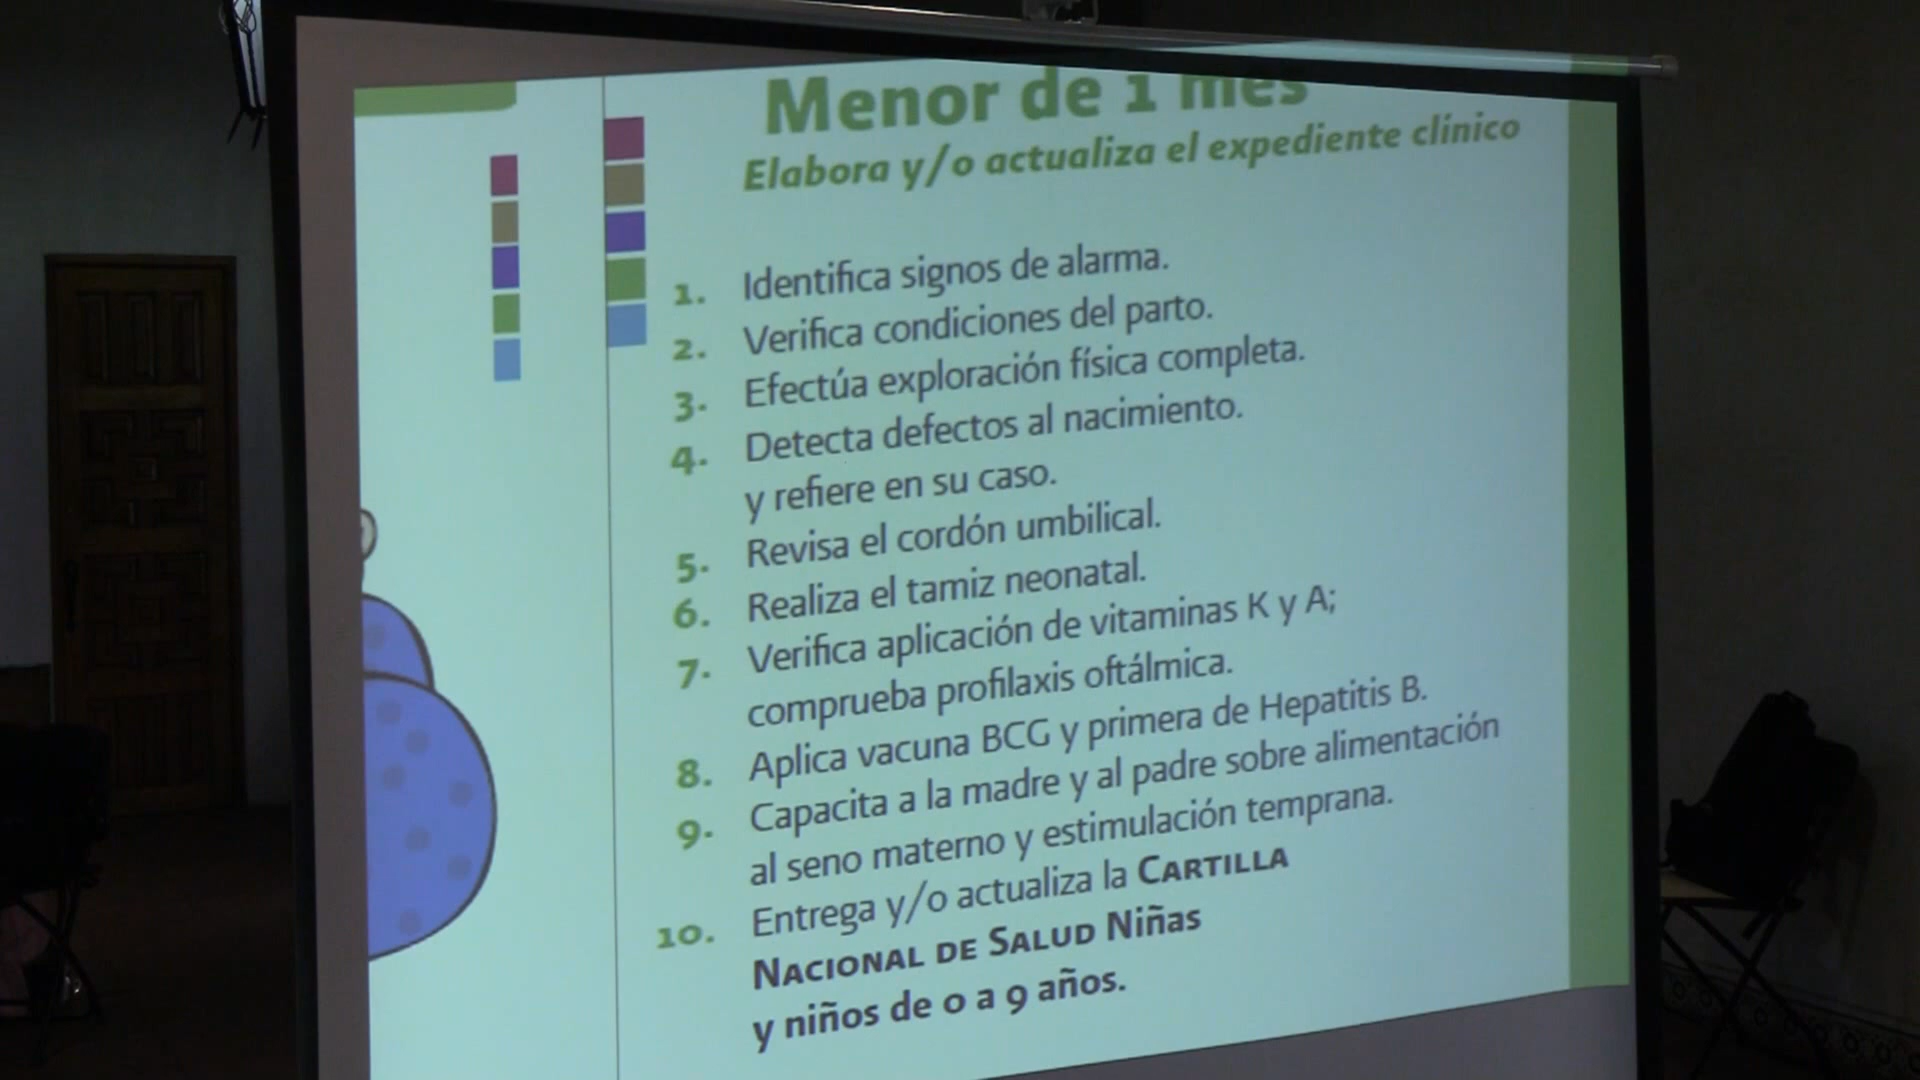 Menor de 1 mes
Elabora y/o actualiza el expediente clínico
1. Identifica signos de alarma.
2. Verifica condiciones del parto.
3. Efectúa exploración física completa.
4. Detecta defectos al nacimiento.
y refiere en su caso.
5. Revisa el cordón umbilical.
6. Realiza el tamiz neonatal.
7. Verifica aplicación de vitaminas K y A;
comprueba profilaxis oftálmica.
8. Aplica vacuna BCG y primera de Hepatitis B.
9. Capacita a la madre y al padre sobre alimentación
al seno materno y estimulación temprana.
10. Entrega y/o actualiza la CARTILLA
NACIONAL DE SALUD Niñas
y niños de 0 a 9 años.